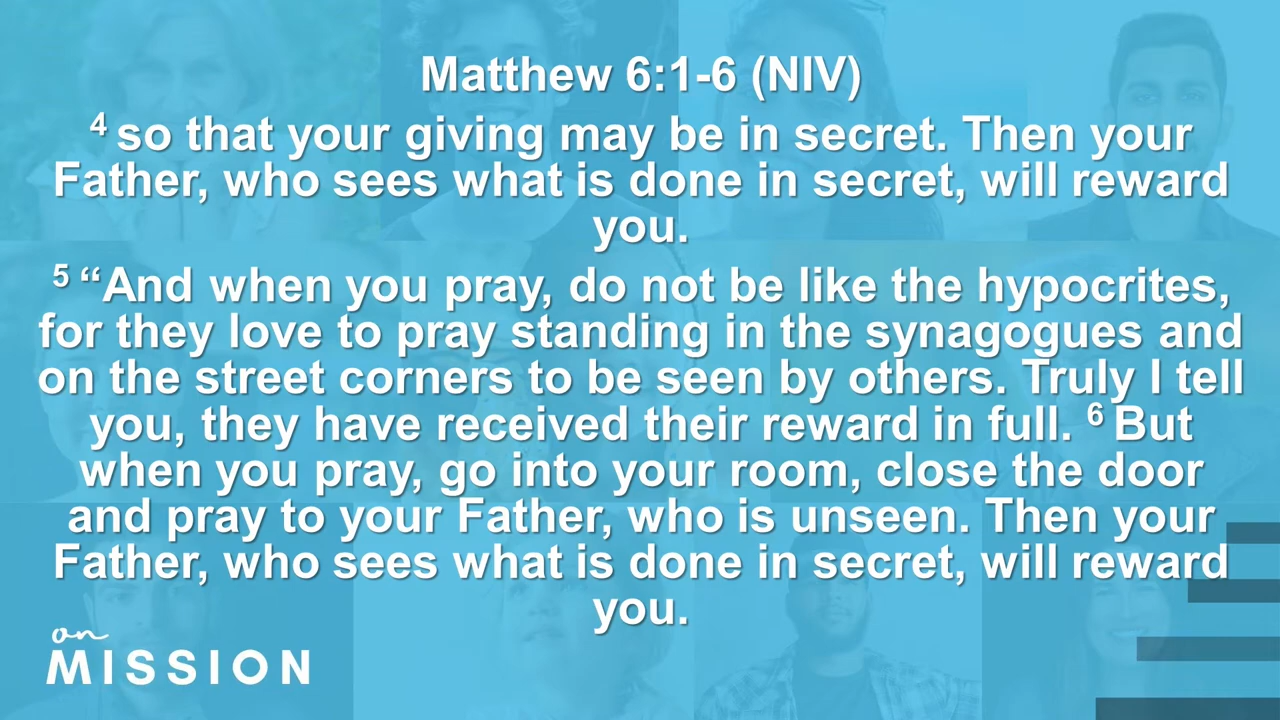 Matthew 6:1-6 (NIV)
4 so that your giving may be in secret. Then your
Father, who sees what is done in secret, will reward
you.
5 “And when you pray, do not be like the hypocrites,
for they love to pray standing in the synagogues and
on the street corners to be seen by others. Truly I tell
you, they have received their reward in full. 6 But
when you pray, go into your room, close the door
and pray to your Father, who is unseen. Then your
Father, who sees what is done in secret, will reward
you.
on
MISSION